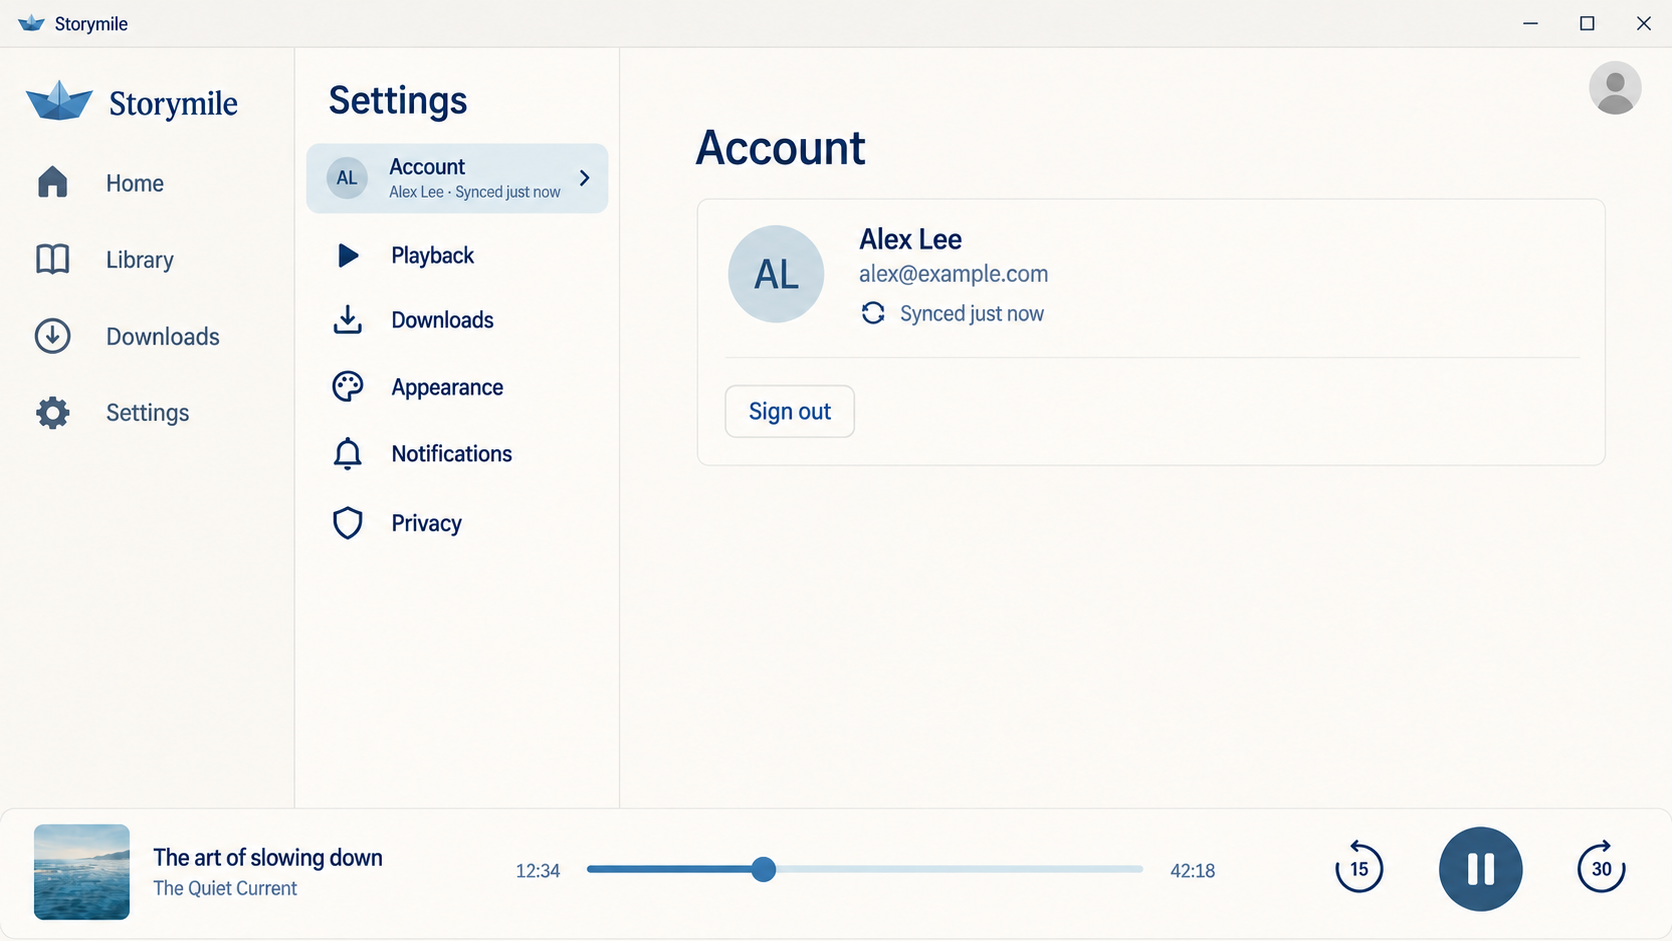 Storymile
Storymile
Home
Library
Downloads
Settings
Settings
AL
Account
Alex Lee · Synced just now
Playback
Downloads
Appearance
Notifications
Privacy
Account
AL
Alex Lee
alex@example.com
Synced just now
Sign out
The art of slowing down
The Quiet Current
12:34
42:18
15
30